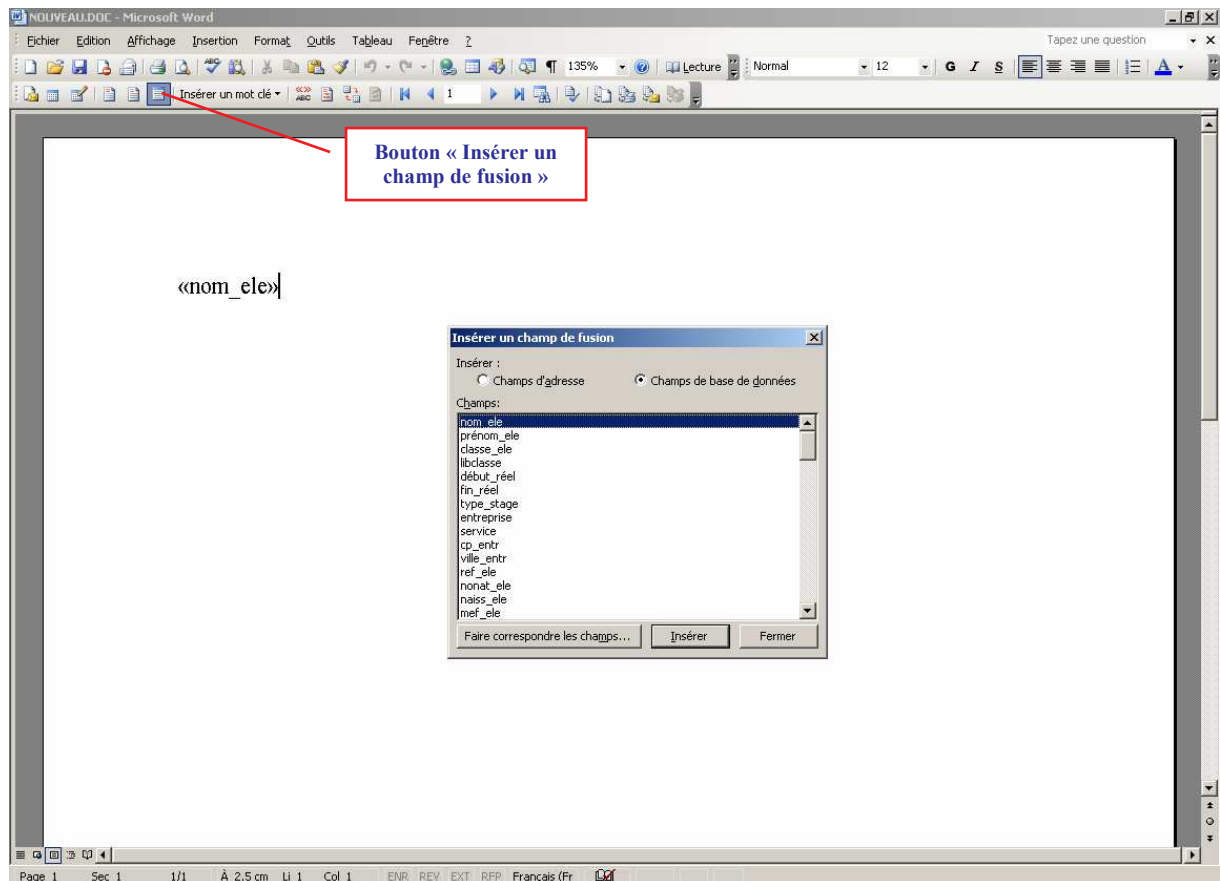 NOUVEAU.DOC - Microsoft Word
Fichier Edition Affichage Insertion Format Outils Tableau Fenêtre ? Tapez une question
135% Lecture Normal 12 G I S A
Insérer un mot clé ABC 1
Bouton « Insérer un
champ de fusion »
«nom_ele»
Insérer un champ de fusion
Insérer :
Champs d'adresse Champs de base de données
Champs:
nom_ele
prénom_ele
classe_ele
libclasse
début_réel
fin_réel
type_stage
entreprise
service
cp_entr
ville_entr
ref_ele
nonat_ele
naiss_ele
mef_ele
Faire correspondre les champs... Insérer Fermer
Page 1 Sec 1 1/1 À 2.5 cm Li 1 Col 1 ENR REV EXT RFP Français (Fr